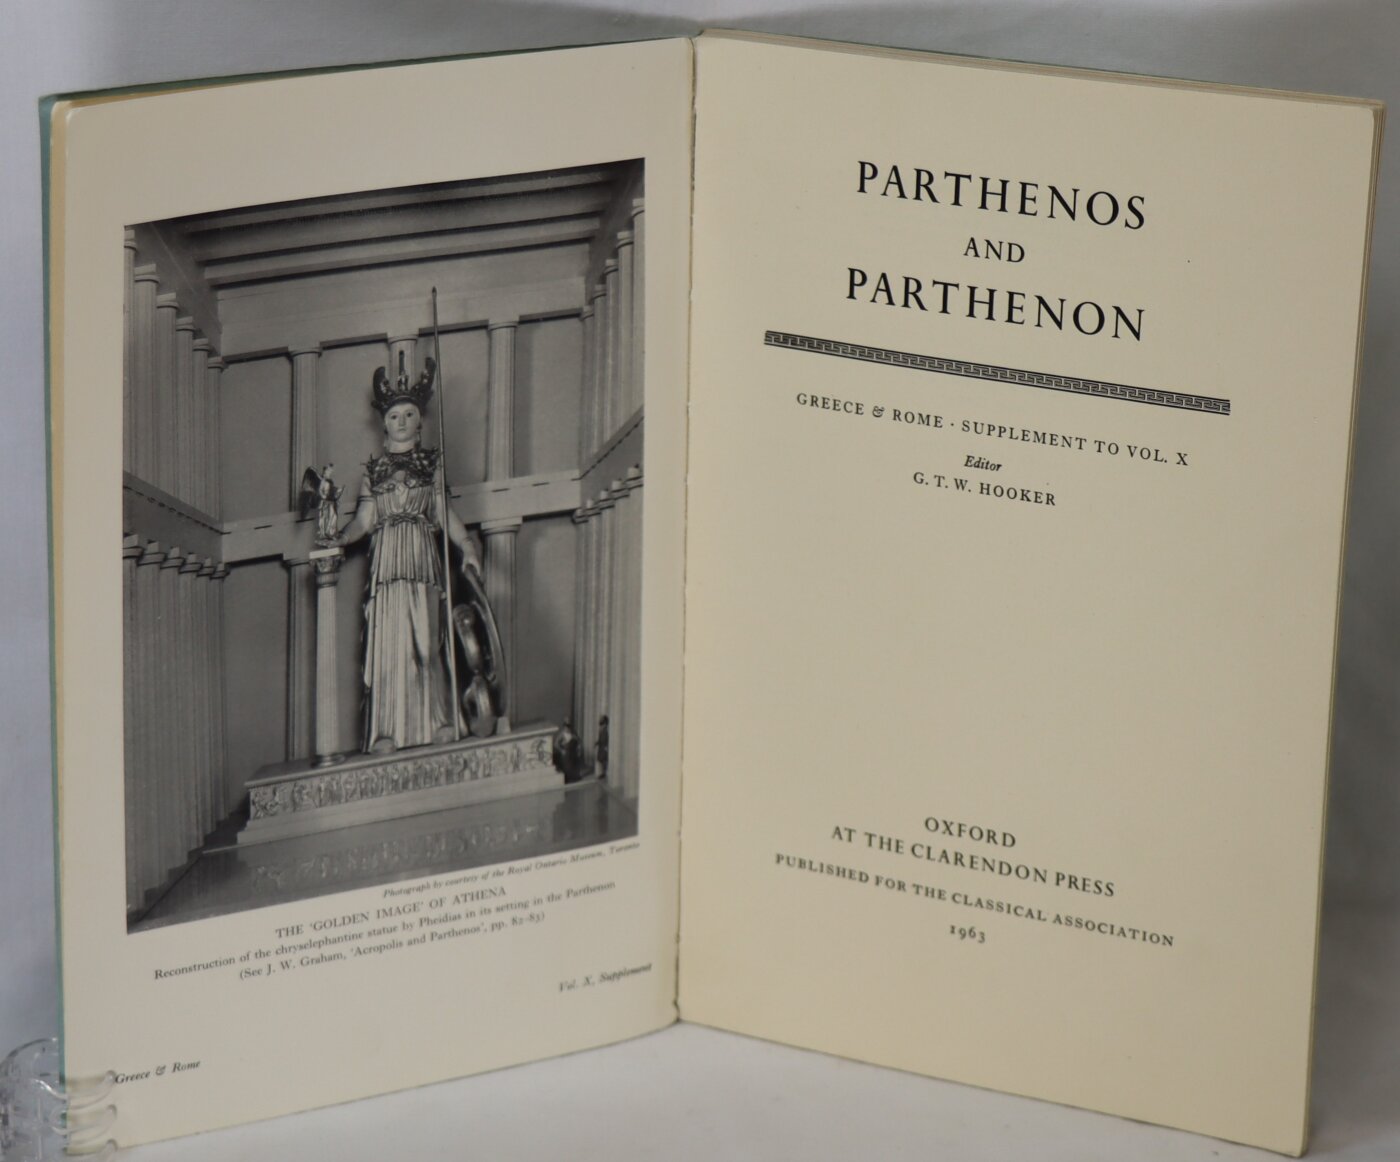 Photograph by courtesy of the Royal Ontario Museum, Toronto
THE 'GOLDEN IMAGE' OF ATHENA
Reconstruction of the chryselephantine statue by Pheidias in its setting in the Parthenon
(See J. W. Graham, 'Acropolis and Parthenos', pp. 82-83)
Greece & Rome
Vol. X, Supplement
PARTHENOS
AND
PARTHENON
GREECE & ROME · SUPPLEMENT TO VOL. X
Editor
G. T. W. HOOKER
OXFORD
AT THE CLARENDON PRESS
PUBLISHED FOR THE CLASSICAL ASSOCIATION
1963